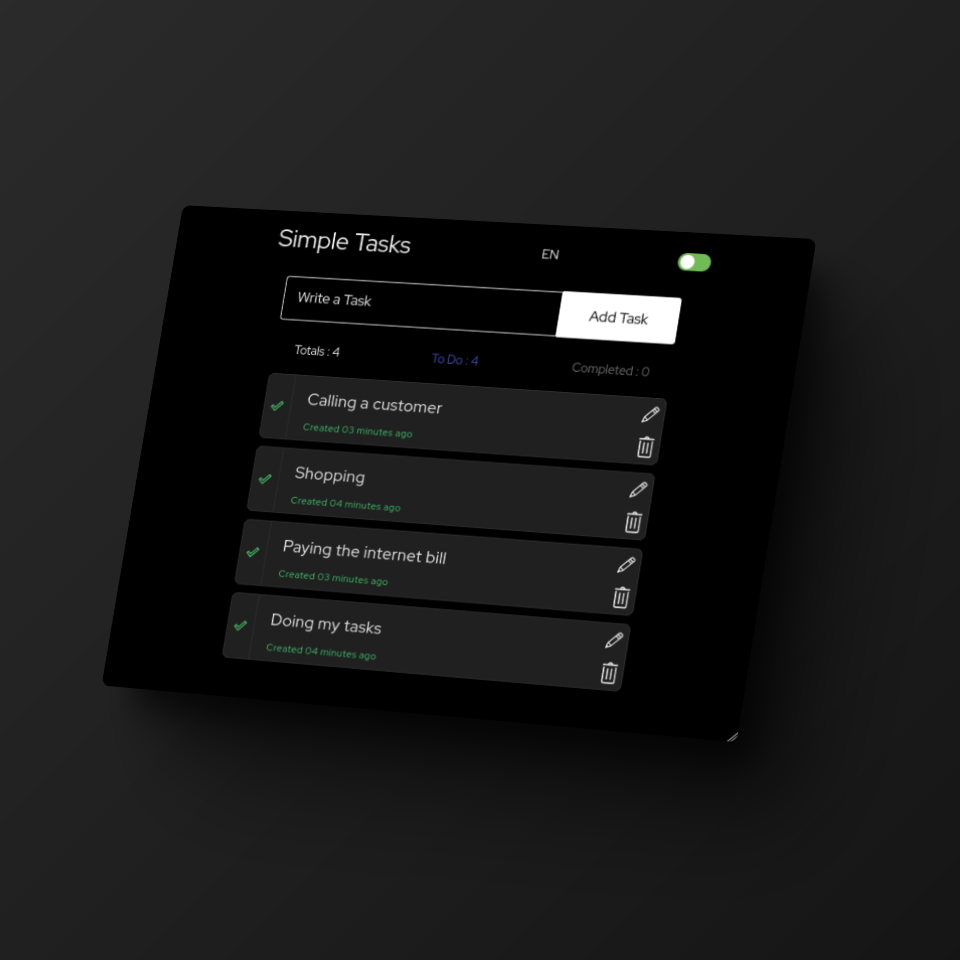 Simple Tasks
EN
Write a Task
Add Task
Totals : 4
To Do : 4
Completed : 0
Calling a customer
Created 03 minutes ago
Shopping
Created 04 minutes ago
Paying the internet bill
Created 03 minutes ago
Doing my tasks
Created 04 minutes ago